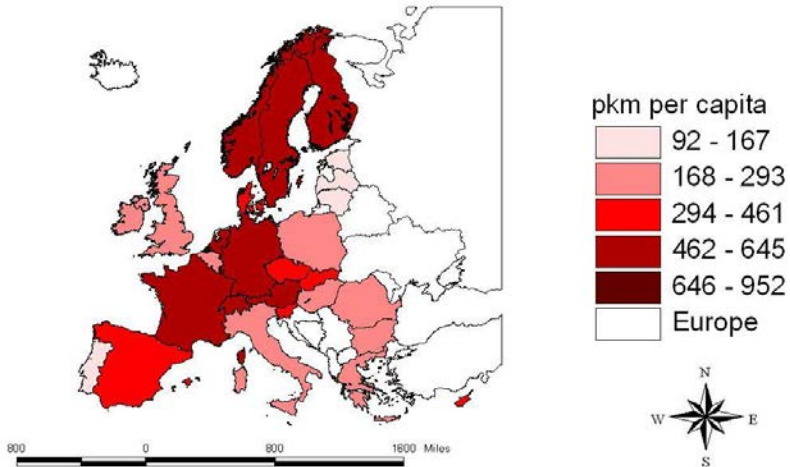 pkm per capita
92 - 167
168 - 293
294 - 461
462 - 645
646 - 952
Europe
N
W E
S
800 0 800 1600 Miles